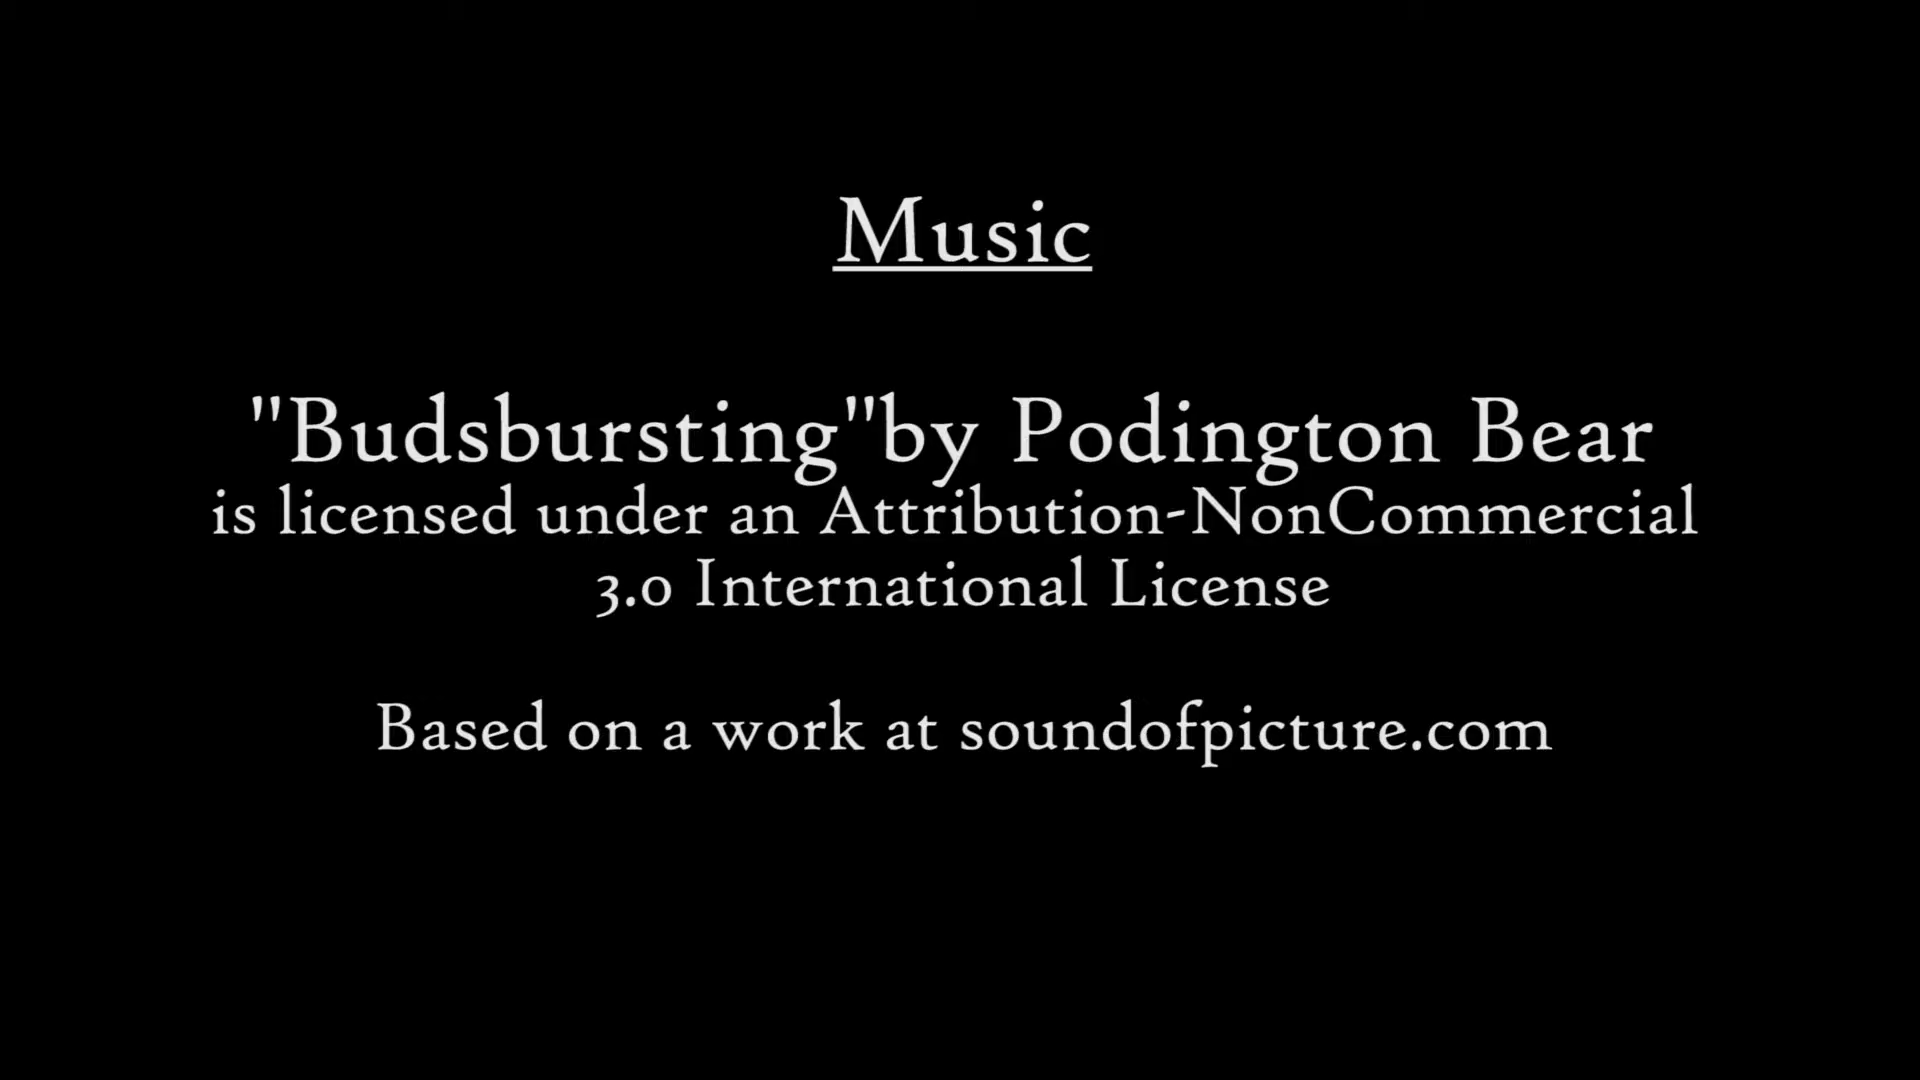 Music
"Budsbursting"by Podington Bear
is licensed under an Attribution-NonCommercial
3.0 International License
Based on a work at soundofpicture.com